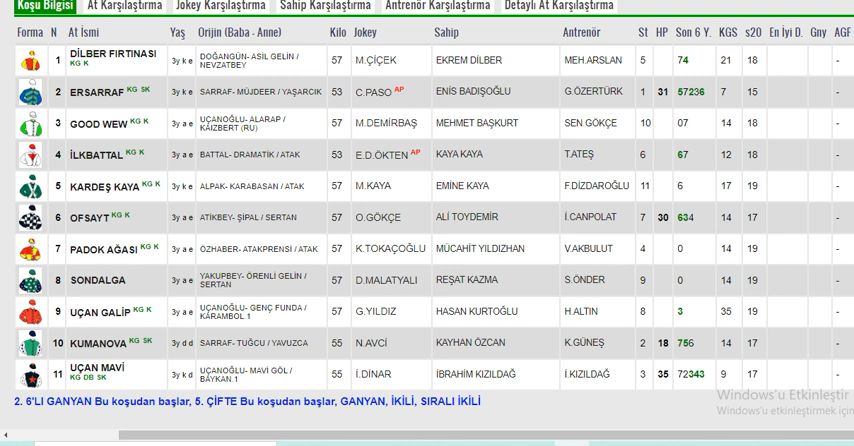 Koşu Bilgisi At Karşılaştırma Jokey Karşılaştırma Sahip Karşılaştırma Antrenör Karşılaştırma Detaylı At Karşılaştırma
Forma N At İsmi Yaş Orijin (Baba - Anne) Kilo Jokey Sahip Antrenör St HP Son 6 Y. KGS s20 En İyi D. Gny AGF
1 DİLBER FIRTINASI KG K 3y k e DOĞANGÜN- ASİL GELİN / NEVZATBEY 57 M.ÇİÇEK EKREM DİLBER MEH.ARSLAN 5 74 21 18 -
2 ERSARRAF KG SK 3y k e SARRAF- MÜJDEER / YAŞARCIK 53 C.PASO AP ENİS BADIŞOĞLU G.ÖZERTÜRK 1 31 57236 7 15 -
3 GOOD WEW KG K 3y a e UÇANOĞLU- ALARAP / KAIZBERT (RU) 57 M.DEMİRBAŞ MEHMET BAŞKURT SEN.GÖKÇE 10 07 14 18 -
4 İLKBATTAL KG K 3y a e BATTAL- DRAMATİK / ATAK 53 E.D.ÖKTEN AP KAYA KAYA T.ATEŞ 6 67 12 18 -
5 KARDEŞ KAYA KG K 3y k e ALPAK- KARABASAN / ATAK 57 M.KAYA EMİNE KAYA F.DİZDAROĞLU 11 6 17 19 -
6 OFSAYT KG K 3y a e ATİKBEY- ŞİPAL / SERTAN 57 O.GÖKÇE ALİ TOYDEMİR İ.CANPOLAT 7 30 634 14 17 -
7 PADOK AĞASI KG K 3y a e ÖZHABER- ATAKPRENSİ / ATAK 57 K.TOKAÇOĞLU MÜCAHİT YILDIZHAN V.AKBULUT 4 0 14 19 -
8 SONDALGA 3y a e YAKUPBEY- ÖRENLİ GELİN / SERTAN 57 D.MALATYALI REŞAT KAZMA S.ÖNDER 9 0 14 19 -
9 UÇAN GALİP KG K 3y a e UÇANOĞLU- GENÇ FUNDA / KARAMBOL.1 57 G.YILDIZ HASAN KURTOĞLU H.ALTIN 8 3 35 19 -
10 KUMANOVA KG SK 3y d d SARRAF- TUĞCU / YAVUZCA 55 N.AVCİ KAYHAN ÖZCAN K.GÜNEŞ 2 18 756 14 17 -
11 UÇAN MAVİ KG DB SK 3y k d UÇANOĞLU- MAVİ GÖL / BAYKAN.1 55 İ.DİNAR İBRAHİM KIZILDAĞ İ.KIZILDAĞ 3 35 72343 9 17 -
2. 6'LI GANYAN Bu koşudan başlar, 5. ÇİFTE Bu koşudan başlar, GANYAN, İKİLİ, SIRALI İKİLİ
Windows'u Etkinleştir
Windows'u etkinleştirmek için